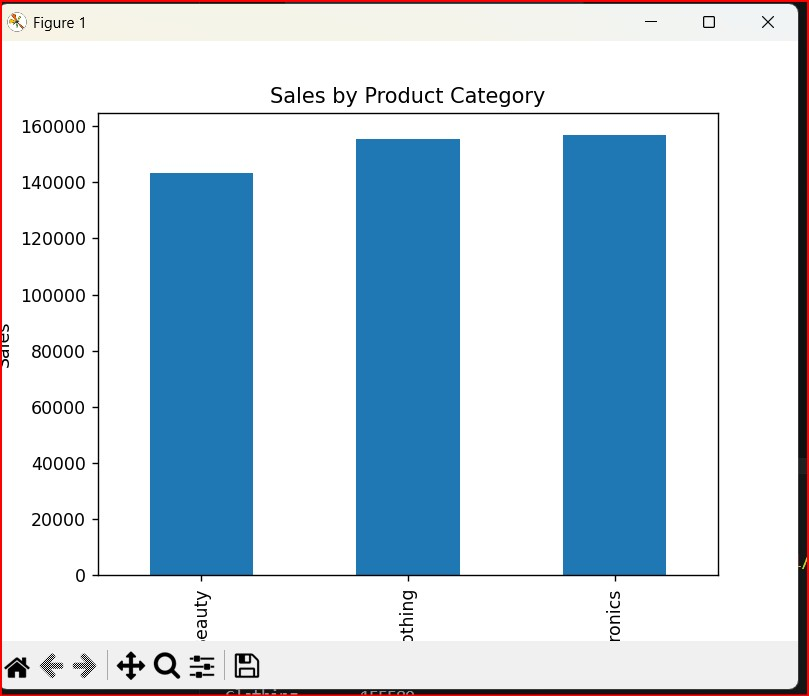 Figure 1
Sales by Product Category
160000
140000
120000
100000
80000
60000
40000
20000
0
Sales
eauty
othing
ronics